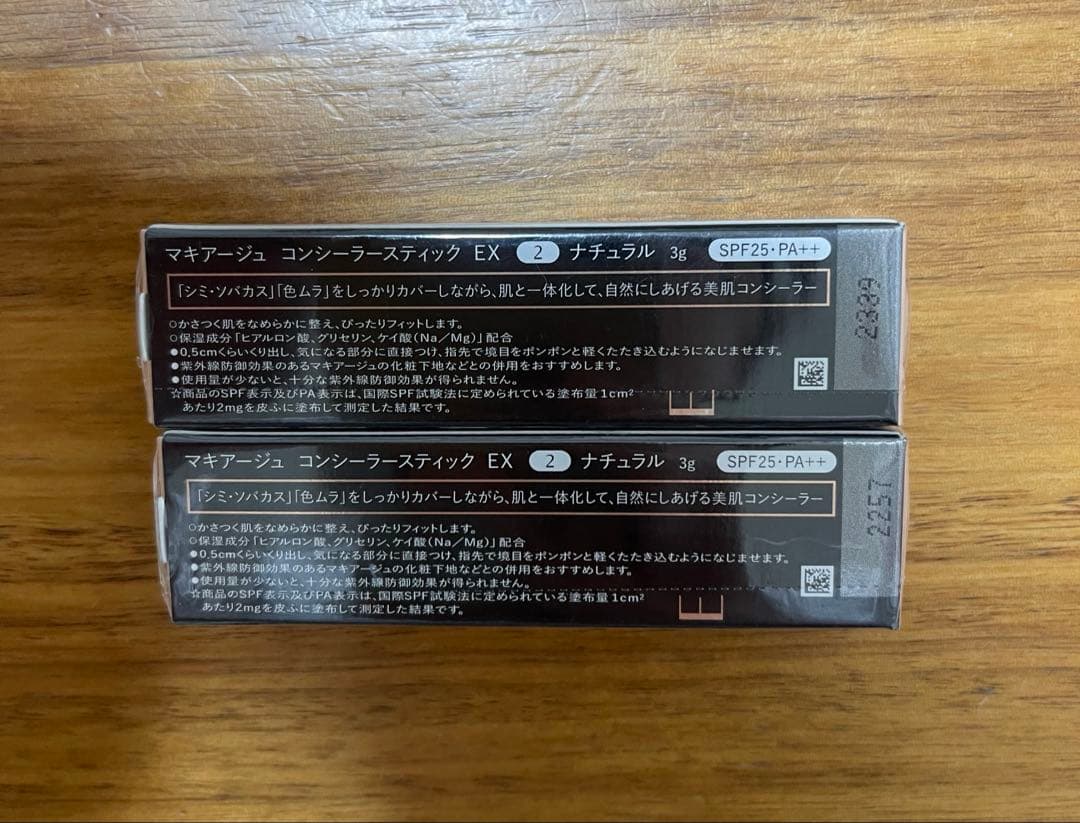 マキアージュ コンシーラースティック EX 2 ナチュラル 3g SPF25・PA++
「シミ・ソバカス」「色ムラ」をしっかりカバーしながら、肌と一体化して、自然にしあげる美肌コンシーラー
○かさつく肌をなめらかに整え、ぴったりフィットします。
○保湿成分「ヒアルロン酸、グリセリン、ケイ酸(Na/Mg)」配合
●0.5cmくらいくり出し、気になる部分に直接つけ、指先で境目をポンポンと軽くたたき込むようになじませます。
●紫外線防御効果のあるマキアージュの化粧下地などとの併用をおすすめします。
●使用量が少ないと、十分な紫外線防御効果が得られません。
☆商品のSPF表示及びPA表示は、国際SPF試験法に定められている塗布量1cm²
あたり2mgを皮ふに塗布して測定した結果です。
E
2339
マキアージュ コンシーラースティック EX 2 ナチュラル 3g SPF25・PA++
「シミ・ソバカス」「色ムラ」をしっかりカバーしながら、肌と一体化して、自然にしあげる美肌コンシーラー
○かさつく肌をなめらかに整え、ぴったりフィットします。
○保湿成分「ヒアルロン酸、グリセリン、ケイ酸(Na/Mg)」配合
●0.5cmくらいくり出し、気になる部分に直接つけ、指先で境目をポンポンと軽くたたき込むようになじませます。
●紫外線防御効果のあるマキアージュの化粧下地などとの併用をおすすめします。
●使用量が少ないと、十分な紫外線防御効果が得られません。
☆商品のSPF表示及びPA表示は、国際SPF試験法に定められている塗布量1cm²
あたり2mgを皮ふに塗布して測定した結果です。
E
2257